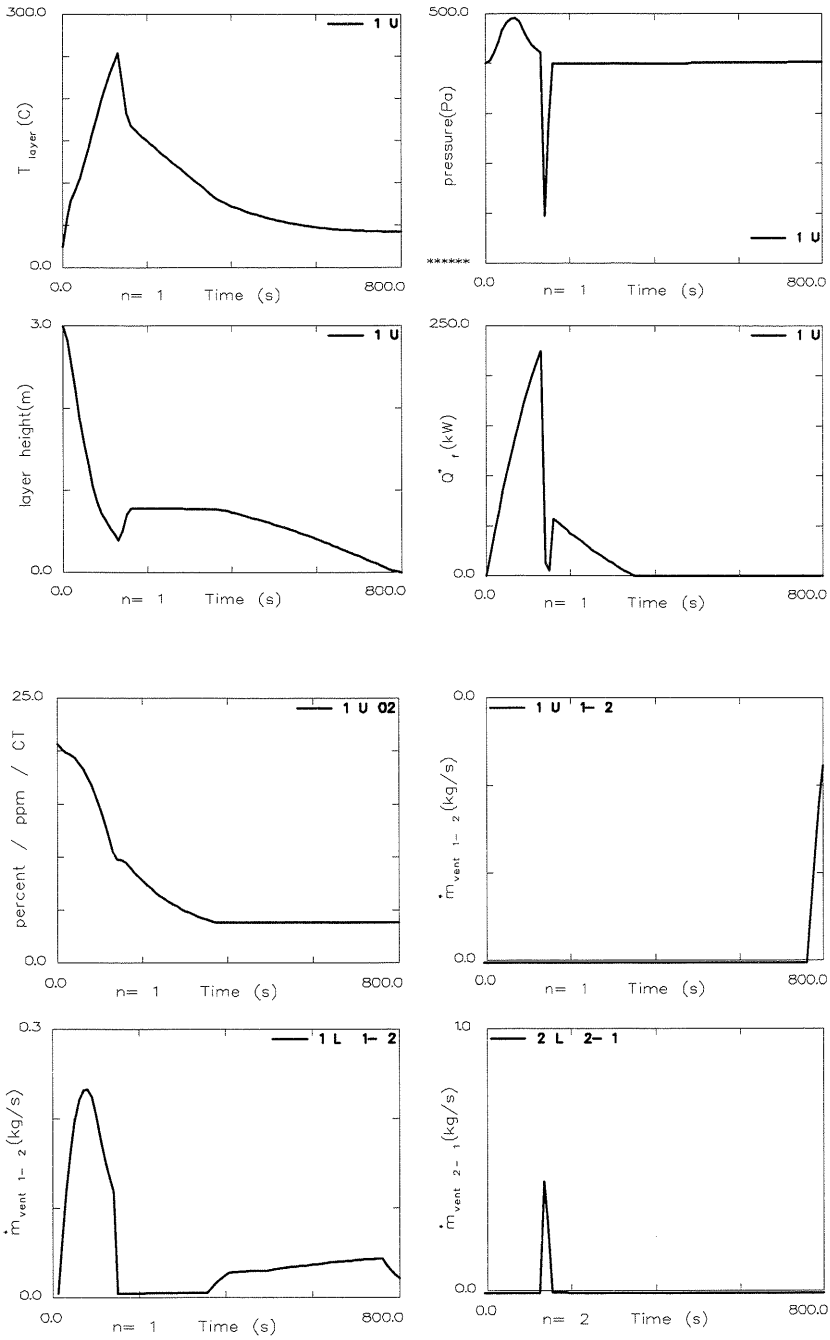 300.0
1 U
T layer (C)
0.0
0.0
n= 1 Time (s)
800.0
500.0
pressure(Pa)
1 U
******
0.0
n= 1 Time (s)
800.0
3.0
1 U
layer height(m)
0.0
0.0
n= 1 Time (s)
800.0
250.0
1 U
Q* f (kW)
0.0
0.0
n= 1 Time (s)
800.0
25.0
1 U O2
percent / ppm / CT
0.0
0.0
n= 1 Time (s)
800.0
0.0
1 U 1- 2
ṁ vent 1- 2 (kg/s)
0.0
0.0
n= 1 Time (s)
800.0
0.3
1 L 1- 2
ṁ vent 1- 2 (kg/s)
0.0
0.0
n= 1 Time (s)
800.0
1.0
2 L 2- 1
ṁ vent 2- 1 (kg/s)
0.0
0.0
n= 2 Time (s)
800.0